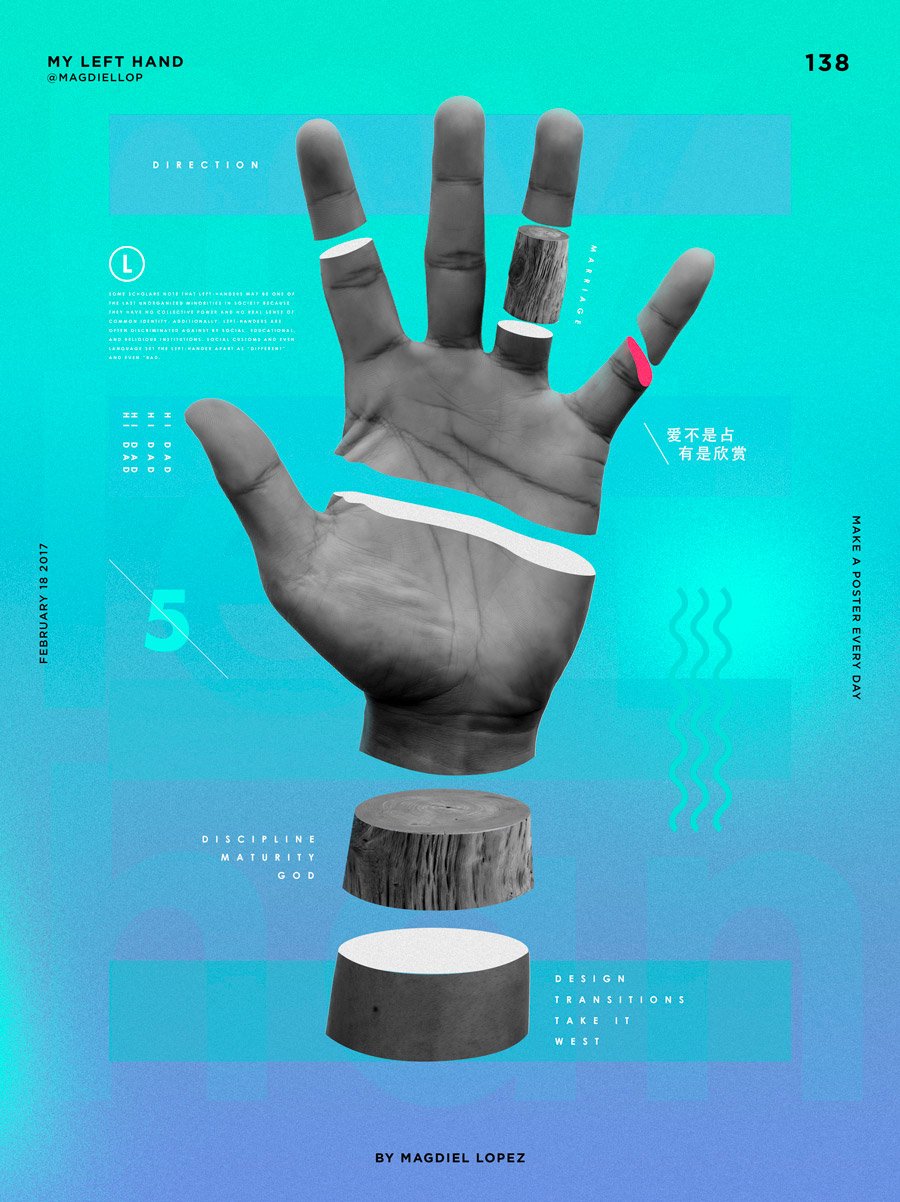 MY LEFT HAND
@MAGDIELLOP
138
DIRECTION
MARRIAGE
L
SOME SCHOLARS NOTE THAT LEFT-HANDERS MAY BE ONE OF
THE LAST UNORGANIZED MINORITIES IN SOCIETY BECAUSE
THEY HAVE NO COLLECTIVE POWER AND NO REAL SENSE OF
COMMON IDENTITY. ADDITIONALLY, LEFT-HANDERS ARE
OFTEN DISCRIMINATED AGAINST BY SOCIAL, EDUCATIONAL,
AND RELIGIOUS INSTITUTIONS. SOCIAL CUSTOMS AND EVEN
LANGUAGE SET THE LEFT-HANDER APART AS "DIFFERENT"
AND EVEN "BAD.
HI DAD
HI DAD
HI DAD
HI DAD
爱不是占
有是欣赏
FEBRUARY 18 2017
MAKE A POSTER EVERY DAY
5
DISCIPLINE
MATURITY
GOD
DESIGN
TRANSITIONS
TAKE IT
WEST
BY MAGDIEL LOPEZ